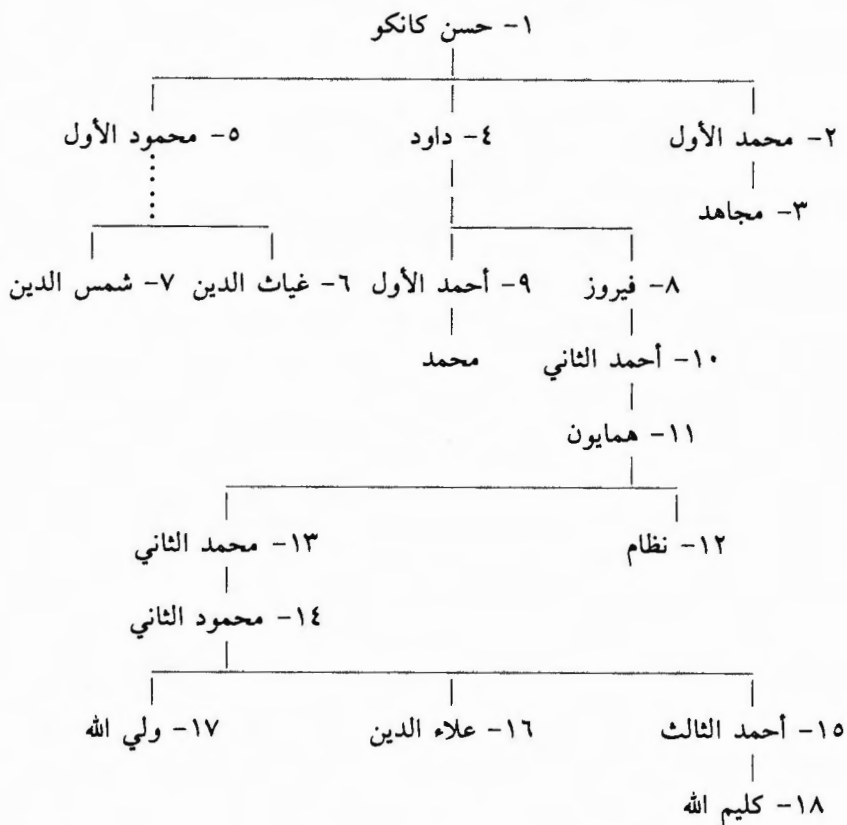 ١- حسن كانكو
٢- محمد الأول ٤- داود ٥- محمود الأول
٣- مجاهد
٨- فيروز ٩- أحمد الأول ٦- غياث الدين ٧- شمس الدين
١٠- أحمد الثاني محمد
١١- همايون
١٢- نظام ١٣- محمد الثاني
١٤- محمود الثاني
١٥- أحمد الثالث ١٦- علاء الدين ١٧- ولي الله
١٨- كليم الله